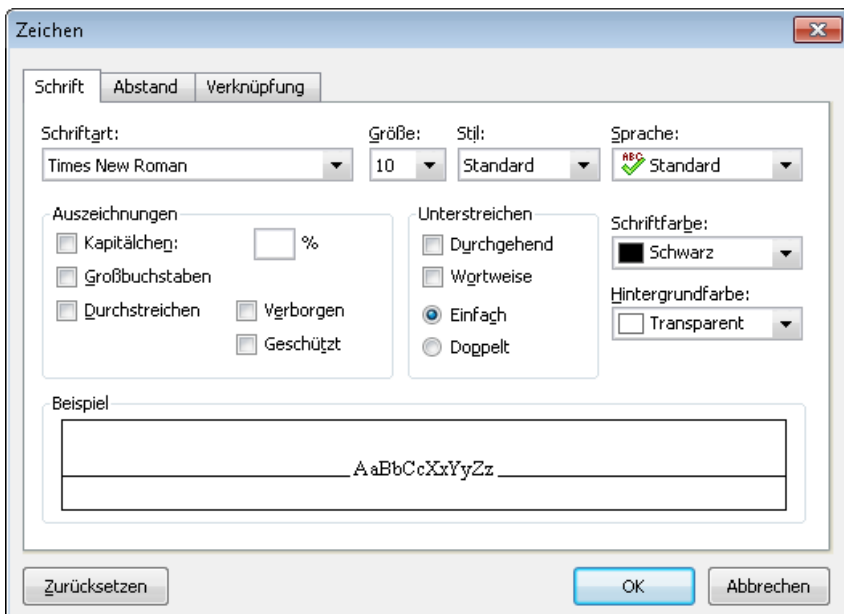 Zeichen
Schrift Abstand Verknüpfung
Schriftart: Größe: Stil: Sprache:
Times New Roman 10 Standard ABC Standard
Auszeichnungen Unterstreichen
Schriftfarbe:
Kapitälchen: % Durchgehend
Schwarz
Großbuchstaben Wortweise
Hintergrundfarbe:
Durchstreichen Verborgen Einfach
Transparent
Geschützt Doppelt
Beispiel
AaBbCcXxYyZz
Zurücksetzen OK Abbrechen